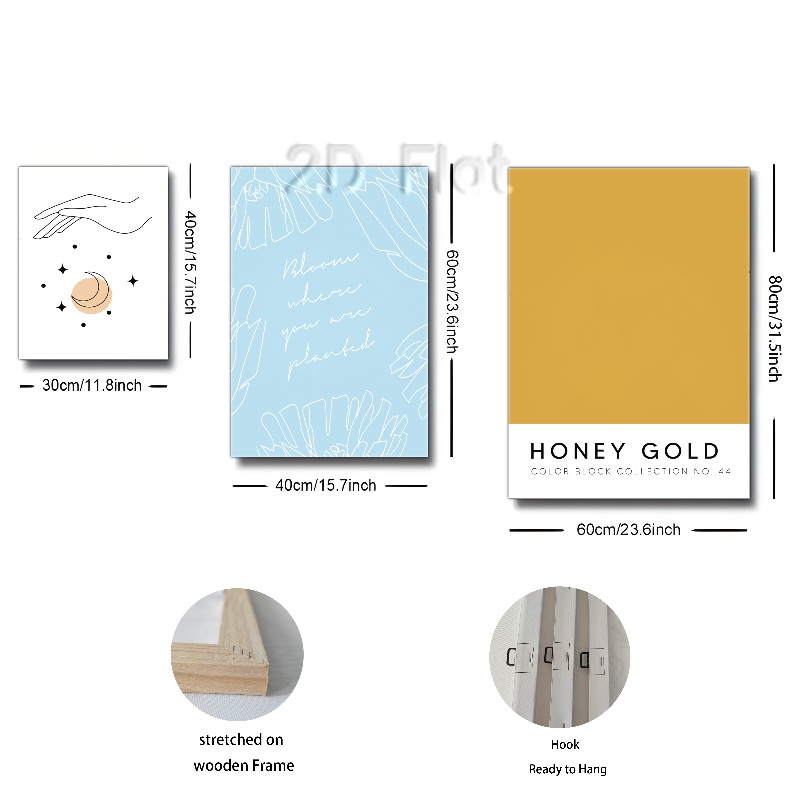 2D Flat
40cm/15.7inch
30cm/11.8inch
Bloom
where
you are
planted
60cm/23.6inch
40cm/15.7inch
HONEY GOLD
COLOR BLOCK COLLECTION NO. 44
80cm/31.5inch
60cm/23.6inch
stretched on
wooden Frame
Hook
Ready to Hang